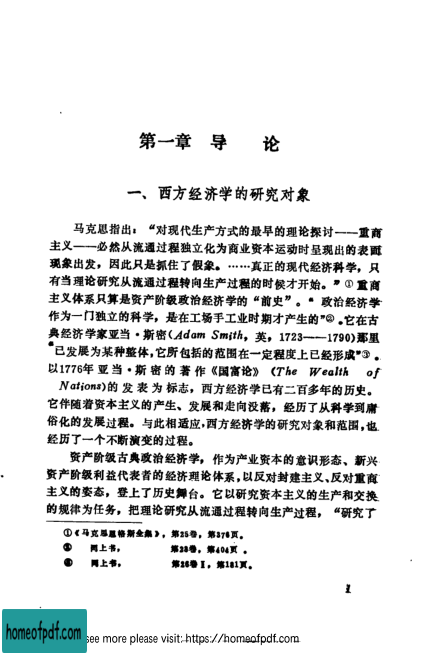 第一章 导 论
一、西方经济学的研究对象
马克思指出：“对现代生产方式的最早的理论探讨——重商
主义——必然从流通过程独立化为商业资本运动时呈现出的表面
现象出发，因此只是抓住了假象。……真正的现代经济科学，只
有当理论研究从流通过程转向生产过程的时候才开始。”①重商
主义体系只算是资产阶级政治经济学的“前史”。“政治经济学
作为一门独立的科学，是在工场手工业时期才产生的”②。它在古
典经济学家亚当·斯密(Adam Smith，英，1723——1790)那里
“已发展为某种整体，它所包括的范围在一定程度上已经形成”③。
以1776年亚当·斯密的著作《国富论》(The Wealth of
Nations)的发表为标志，西方经济学已有二百多年的历史。
它伴随着资本主义的产生、发展和走向没落，经历了从科学到庸
俗化的发展过程。与此相适应，西方经济学的研究对象和范围，也
经历了一个不断演变的过程。
资产阶级古典政治经济学，作为产业资本的意识形态、新兴
资产阶级利益代表者的经济理论体系，以反对封建主义、反对重商
主义的姿态，登上了历史舞台。它以研究资本主义的生产和交换
的规律为任务，把理论研究从流通过程转向生产过程，“研究了
①《马克思恩格斯全集》，第25卷，第376页。
② 同上书，第23卷，第404页。
③ 同上书，第26卷Ⅰ，第181页。
1
homeofpdf.com
see more please visit: https://homeofpdf.com